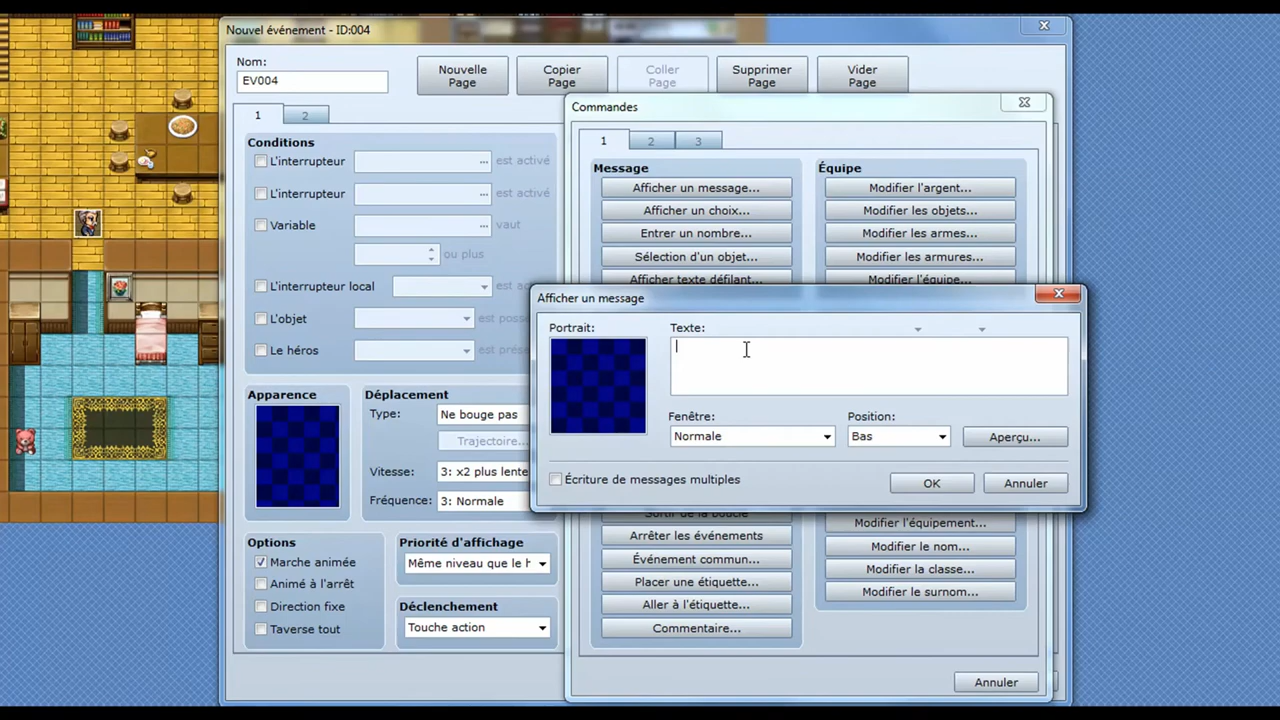 Nouvel événement - ID:004
Nom:
EV004
Nouvelle Page
Copier Page
Coller Page
Supprimer Page
Vider Page
1
2
Conditions
L'interrupteur
... est activé
L'interrupteur
... est activé
Variable
... vaut
ou plus
L'interrupteur local
L'objet
Le héros
Apparence
Déplacement
Type:
Ne bouge pas
Trajectoire...
Vitesse:
3: x2 plus lente
Fréquence:
3: Normale
Options
Marche animée
Animé à l'arrêt
Direction fixe
Traverse tout
Priorité d'affichage
Même niveau que le h
Déclenchement
Touche action
Commandes
1
2
3
Message
Afficher un message...
Afficher un choix...
Entrer un nombre...
Sélection d'un objet...
Afficher texte défilant...
Équipe
Modifier l'argent...
Modifier les objets...
Modifier les armes...
Modifier les armures...
Modifier l'équipe...
Afficher un message
Portrait:
Texte:
Fenêtre:
Normale
Position:
Bas
Aperçu...
Écriture de messages multiples
OK
Annuler
Sortir de la boucle
Arrêter les événements
Événement commun...
Placer une étiquette...
Aller à l'étiquette...
Commentaire...
Modifier l'équipement...
Modifier le nom...
Modifier la classe...
Modifier le surnom...
Annuler